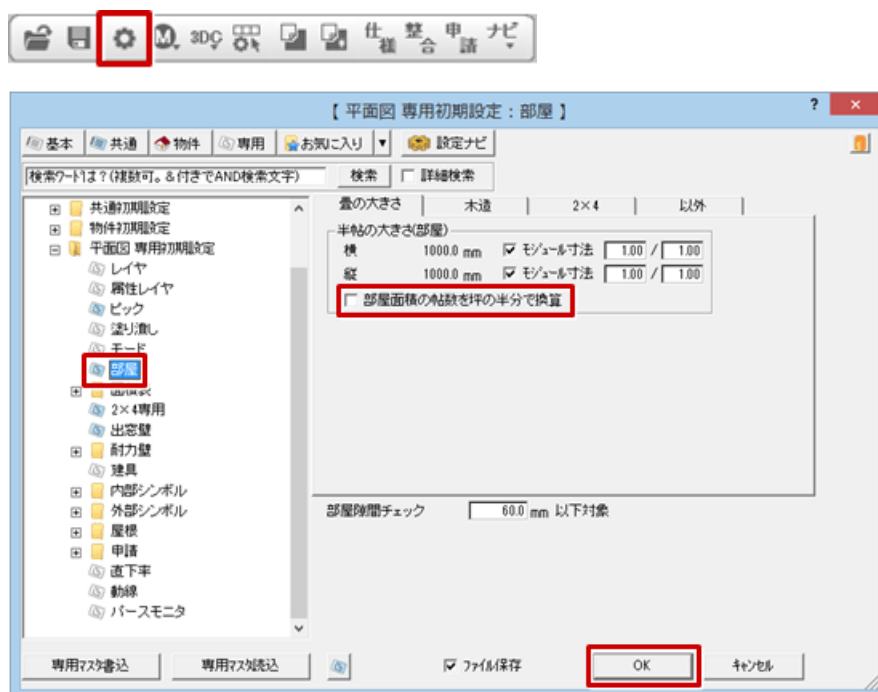 3DC 仕様 整合 申請 ナビ
【 平面図 専用初期設定：部屋 】 ? ×
基本 共通 物件 専用 お気に入り ▼ 設定ナビ
検索ワードは？(複数可。&付きでAND検索文字) 検索 詳細検索
共通初期設定
物件初期設定
平面図 専用初期設定
レイヤ
属性レイヤ
ピック
塗り潰し
モード
部屋
面積表
2×4専用
出窓壁
耐力壁
建具
内部シンボル
外部シンボル
屋根
申請
直下率
動線
パースモニタ
畳の大きさ 木造 2×4 以外
半帖の大きさ(部屋)
横 1000.0 mm モジュール寸法 1.00 / 1.00
縦 1000.0 mm モジュール寸法 1.00 / 1.00
部屋面積の帖数を坪の半分で換算
部屋隙間チェック 60.0 mm 以下対象
専用マスタ書込 専用マスタ読込 ファイル保存 OK キャンセル